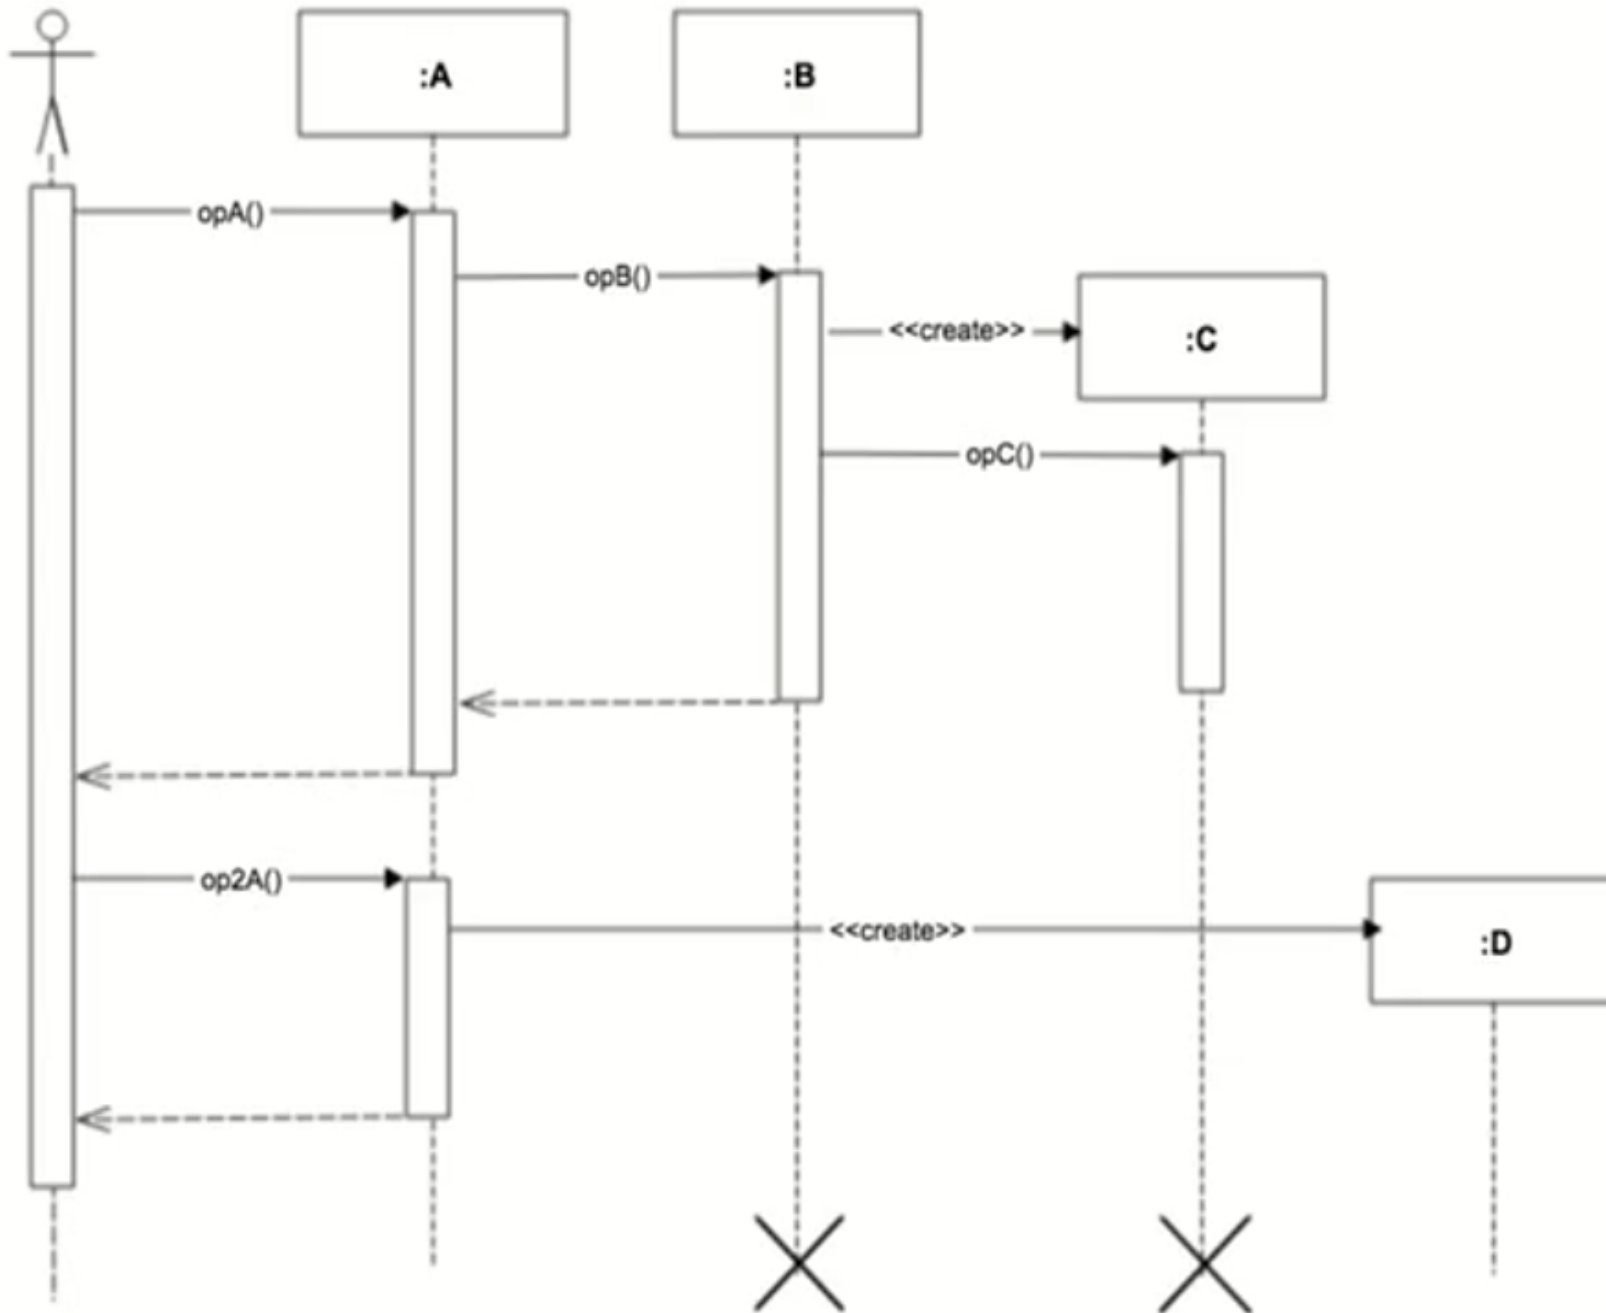 :A
:B
opA()
opB()
<<create>>
:C
opC()
op2A()
<<create>>
:D